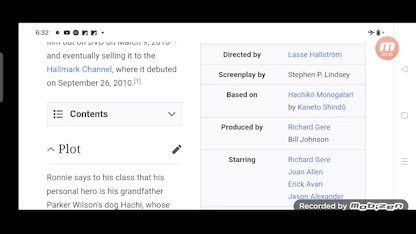 6:32
film out on DVD on March 9, 2010
and eventually selling it to the
Hallmark Channel, where it debuted
on September 26, 2010.[1]
Contents
Plot
Ronnie says to his class that his
personal hero is his grandfather
Parker Wilson's dog Hachi, whose
Directed by Lasse Hallström
Screenplay by Stephen P. Lindsey
Based on Hachikō Monogatari
by Kaneto Shindō
Produced by Richard Gere
Bill Johnson
Starring Richard Gere
Joan Allen
Erick Avari
Jason Alexander
Recorded by Mobizen